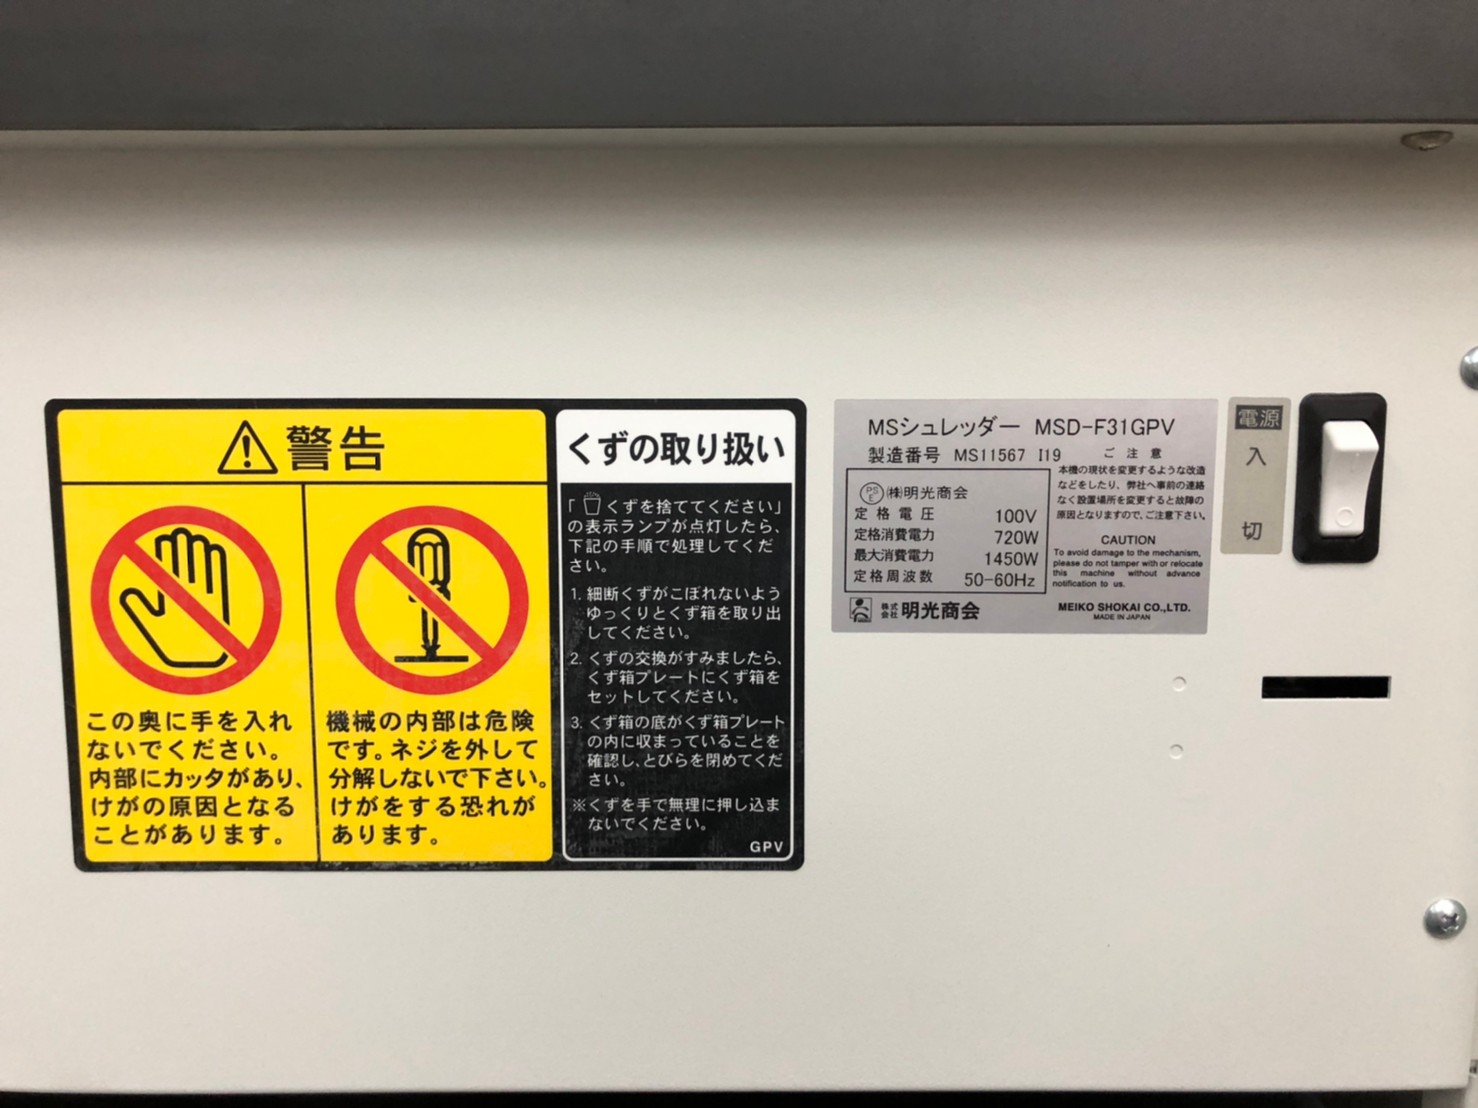 警告
この奥に手を入れ
ないでください。
内部にカッタがあり、
けがの原因となる
ことがあります。
機械の内部は危険
です。ネジを外して
分解しないで下さい。
けがをする恐れが
あります。
くずの取り扱い
「くずを捨ててください」
の表示ランプが点灯したら、
下記の手順で処理してくだ
さい。
1. 細断くずがこぼれないよう
ゆっくりとくず箱を取り出
してください。
2. くずの交換がすみましたら、
くず箱プレートにくず箱を
セットしてください。
3. くず箱の底がくず箱プレート
の内に収まっていることを
確認し、とびらを閉めてくだ
さい。
※くずを手で無理に押し込ま
ないでください。
GPV
MSシュレッダー MSD-F31GPV
製造番号 MS11567 I19
PSE ㈱明光商会
定格電圧 100V
定格消費電力 720W
最大消費電力 1450W
定格周波数 50-60Hz
株式会社 明光商会
ご注意
本機の現状を変更するような改造
などをしたり、弊社へ事前の連絡
なく設置場所を変更すると故障の
原因となりますので、ご注意下さい。
CAUTION
To avoid damage to the mechanism,
please do not tamper with or relocate
this machine without advance
notification to us.
MEIKO SHOKAI CO.,LTD.
MADE IN JAPAN
電源
入
切